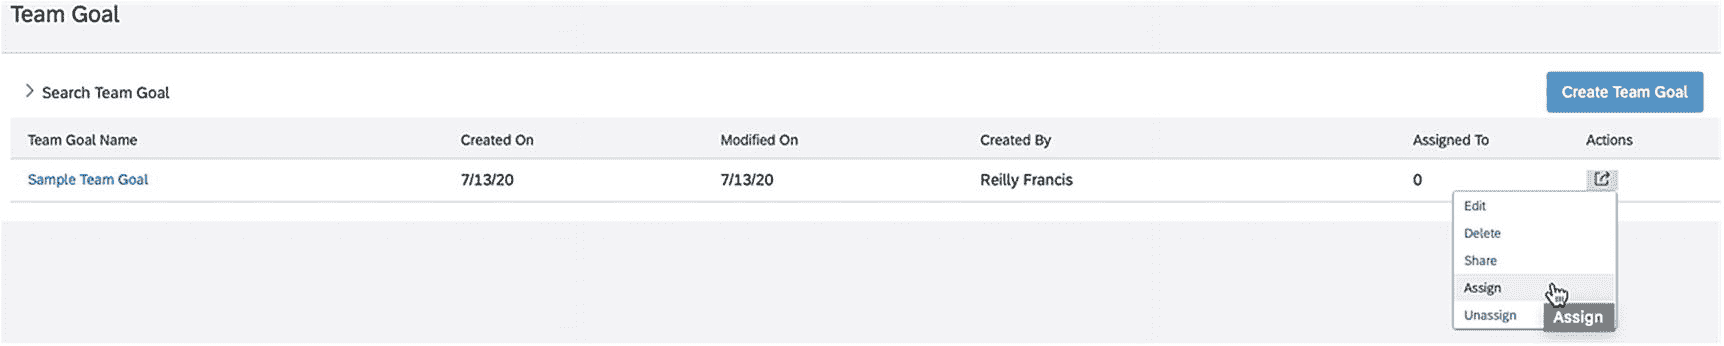 Team Goal
Search Team Goal
Create Team Goal
Team Goal Name Created On Modified On Created By Assigned To Actions
Sample Team Goal 7/13/20 7/13/20 Reilly Francis 0
Edit
Delete
Share
Assign
Unassign
Assign